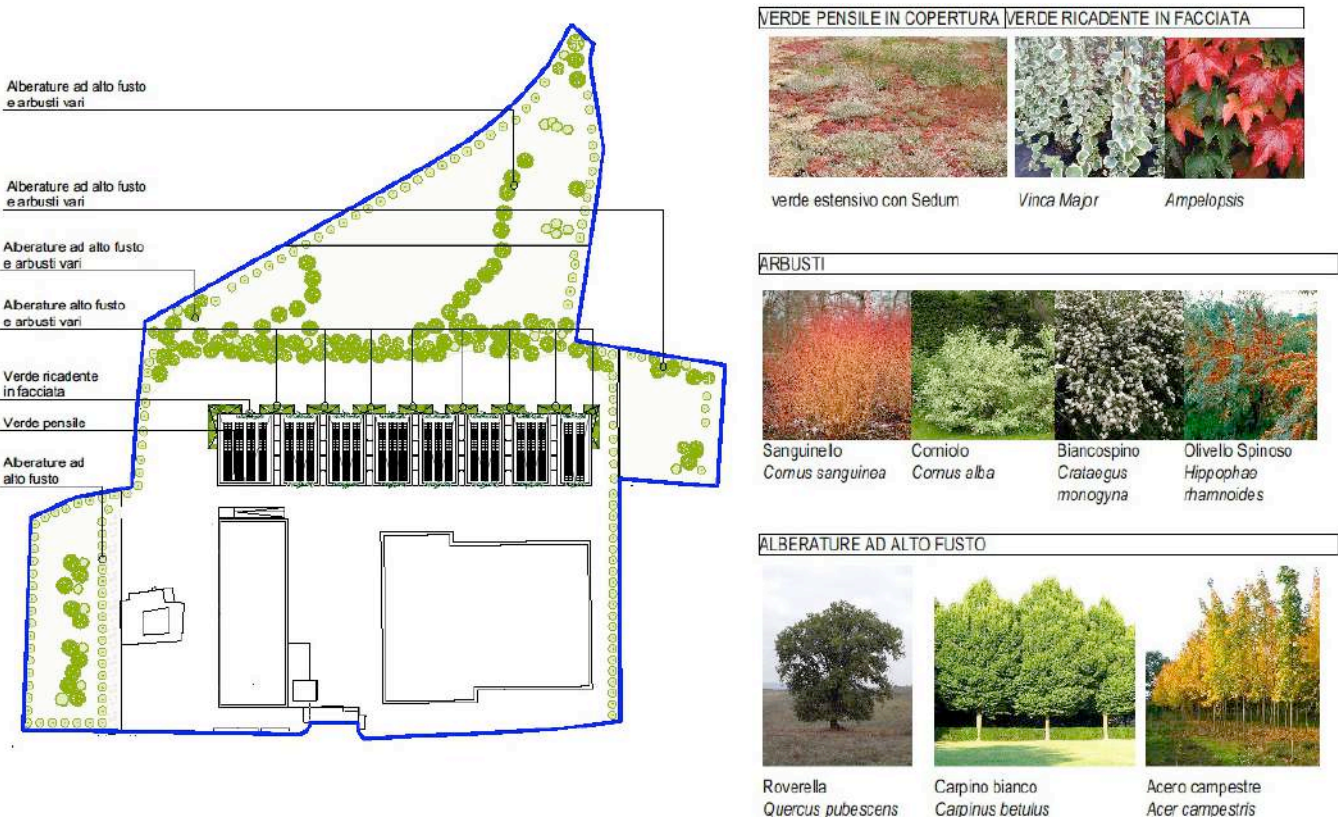 Alberature ad alto fusto
e arbusti vari
Alberature ad alto fusto
e arbusti vari
Alberature ad alto fusto
e arbusti vari
Alberature alto fusto
e arbusti vari
Verde ricadente
in facciata
Verde pensile
Alberature ad
alto fusto
VERDE PENSILE IN COPERTURA
VERDE RICADENTE IN FACCIATA
verde estensivo con Sedum
Vinca Major
Ampelopsis
ARBUSTI
Sanguinello
Cornus sanguinea
Corniolo
Cornus alba
Biancospino
Crataegus
monogyna
Olivello Spinoso
Hippophae
rhamnoides
ALBERATURE AD ALTO FUSTO
Roverella
Quercus pubescens
Carpino bianco
Carpinus betulus
Acero campestre
Acer campestris